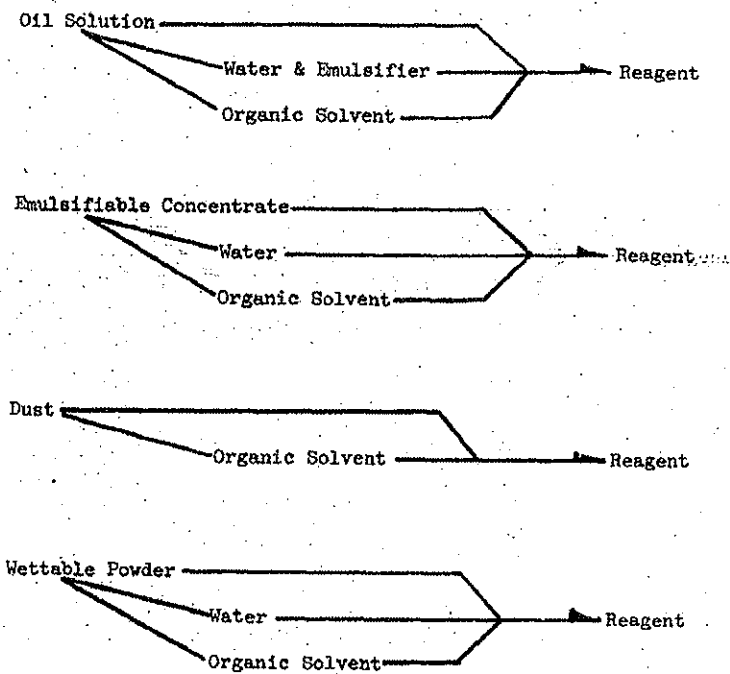 Oil Solution
Water & Emulsifier
Reagent
Organic Solvent
Emulsifiable Concentrate
Water
Reagent
Organic Solvent
Dust
Organic Solvent
Reagent
Wettable Powder
Water
Reagent
Organic Solvent